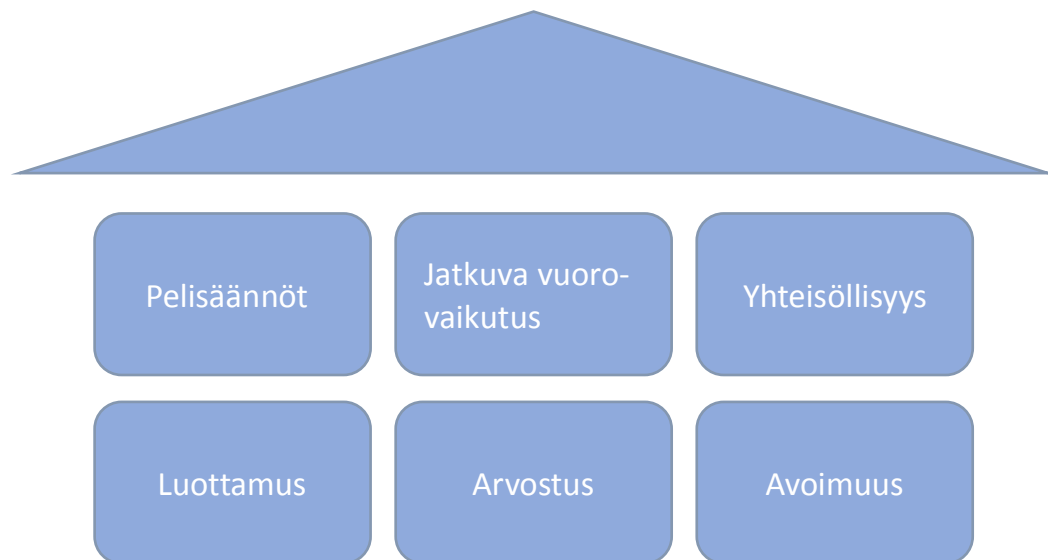 Pelisäännöt
Jatkuva vuoro-
vaikutus
Yhteisöllisyys
Luottamus
Arvostus
Avoimuus